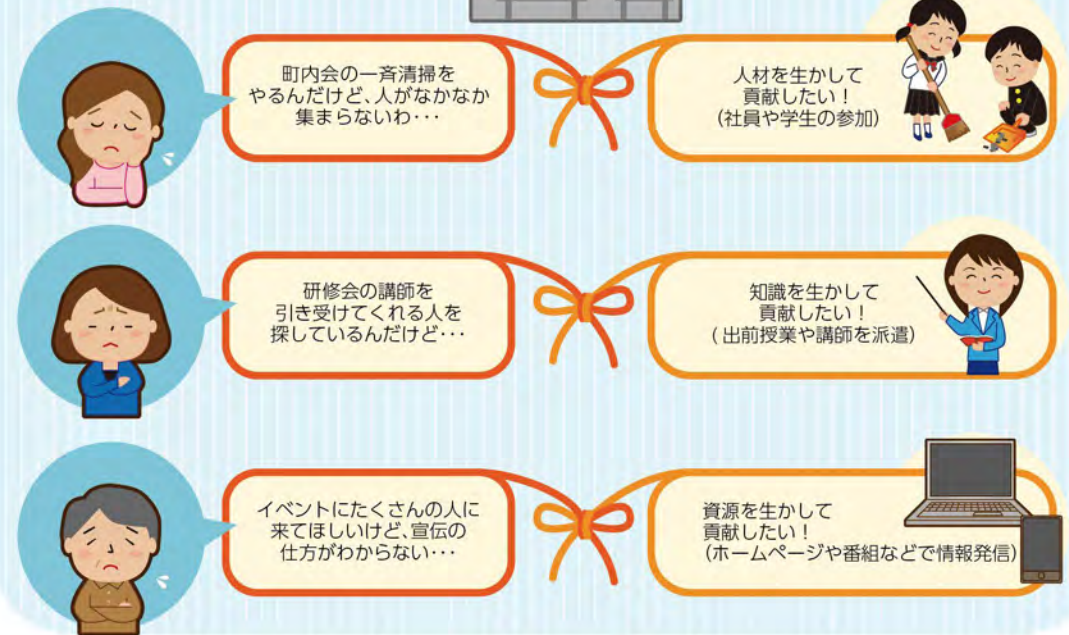 町内会の一斉清掃を
やるんだけど、人がなかなか
集まらないわ・・・
人材を生かして
貢献したい！
(社員や学生の参加)
研修会の講師を
引き受けてくれる人を
探しているんだけど・・・
知識を生かして
貢献したい！
(出前授業や講師を派遣)
イベントにたくさんの人に
来てほしいけど、宣伝の
仕方がわからない・・・
資源を生かして
貢献したい！
(ホームページや番組などで情報発信)